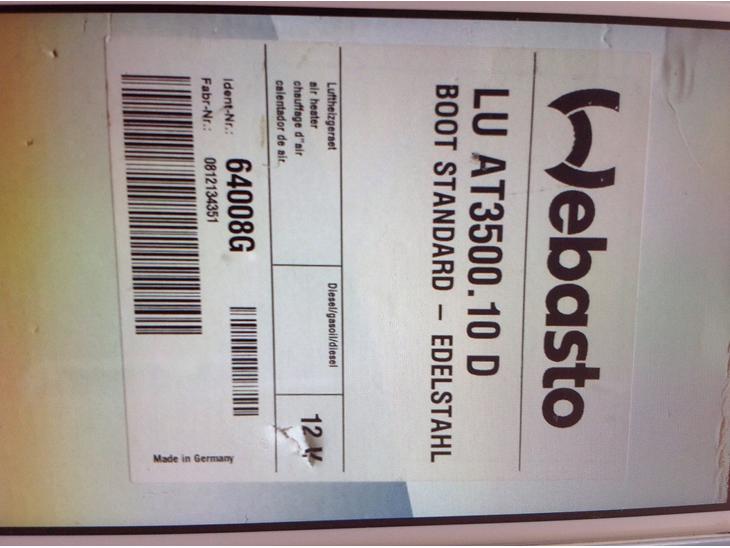 Webasto
LU AT3500.10 D
BOOT STANDARD – EDELSTAHL
Luftheizgeraet
air heater
chauffage d"air
calentador de air.
Diesel/gasoil/diesel
12 V
Ident-Nr.: 64008G
Fabr-Nr.: 0812134351
Made in Germany